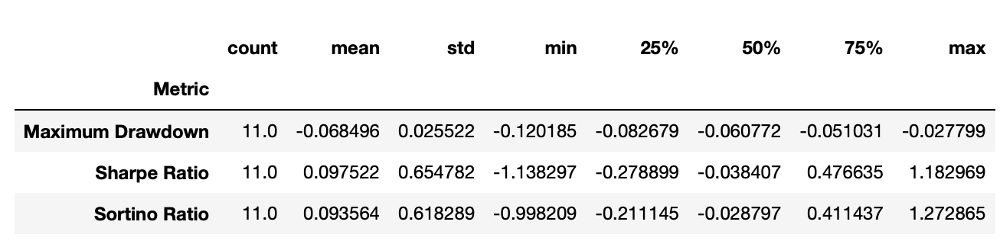 count mean std min 25% 50% 75% max
Metric
Maximum Drawdown 11.0 -0.068496 0.025522 -0.120185 -0.082679 -0.060772 -0.051031 -0.027799
Sharpe Ratio 11.0 0.097522 0.654782 -1.138297 -0.278899 -0.038407 0.476635 1.182969
Sortino Ratio 11.0 0.093564 0.618289 -0.998209 -0.211145 -0.028797 0.411437 1.272865